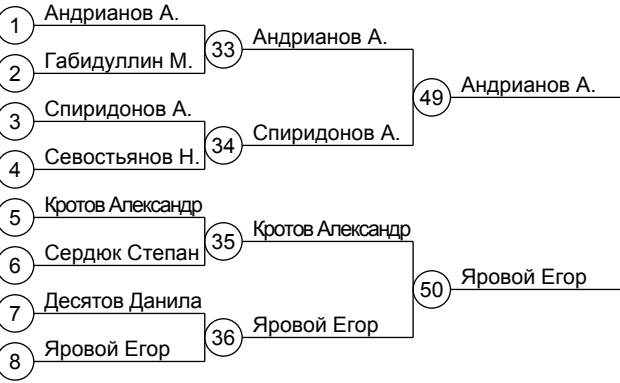 1 Андрианов А.
33 Андрианов А.
2 Габидуллин М.
49 Андрианов А.
3 Спиридонов А.
34 Спиридонов А.
4 Севостьянов Н.
5 Кротов Александр
35 Кротов Александр
6 Сердюк Степан
50 Яровой Егор
7 Десятов Данила
36 Яровой Егор
8 Яровой Егор